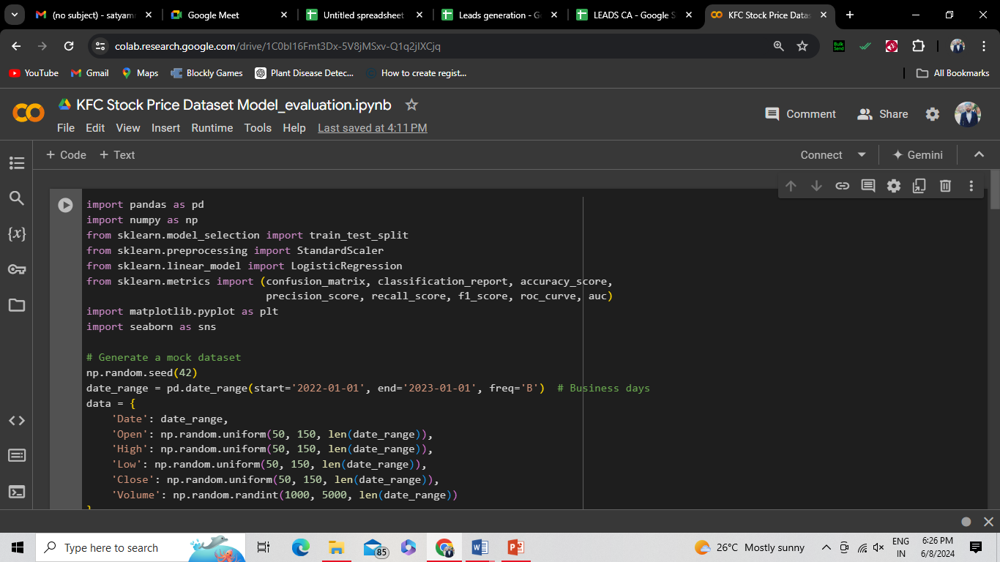 (no subject) - satyam
Google Meet
Untitled spreadsheet
Leads generation - G
LEADS CA - Google S
KFC Stock Price Datas
colab.research.google.com/drive/1C0bI16Fmt3Dx-5V8jMSxv-Q1q2jIXCjq
YouTube
Gmail
Maps
Blockly Games
Plant Disease Detec...
How to create regist...
All Bookmarks
KFC Stock Price Dataset Model_evaluation.ipynb
Comment
Share
File Edit View Insert Runtime Tools Help Last saved at 4:11 PM
+ Code + Text
Connect
Gemini
import pandas as pd
import numpy as np
from sklearn.model_selection import train_test_split
from sklearn.preprocessing import StandardScaler
from sklearn.linear_model import LogisticRegression
from sklearn.metrics import (confusion_matrix, classification_report, accuracy_score,
precision_score, recall_score, f1_score, roc_curve, auc)
import matplotlib.pyplot as plt
import seaborn as sns
# Generate a mock dataset
np.random.seed(42)
date_range = pd.date_range(start='2022-01-01', end='2023-01-01', freq='B')  # Business days
data = {
'Date': date_range,
'Open': np.random.uniform(50, 150, len(date_range)),
'High': np.random.uniform(50, 150, len(date_range)),
'Low': np.random.uniform(50, 150, len(date_range)),
'Close': np.random.uniform(50, 150, len(date_range)),
'Volume': np.random.randint(1000, 5000, len(date_range))
}
{x}
Type here to search
85
26°C Mostly sunny
ENG
IN
6:26 PM
6/8/2024